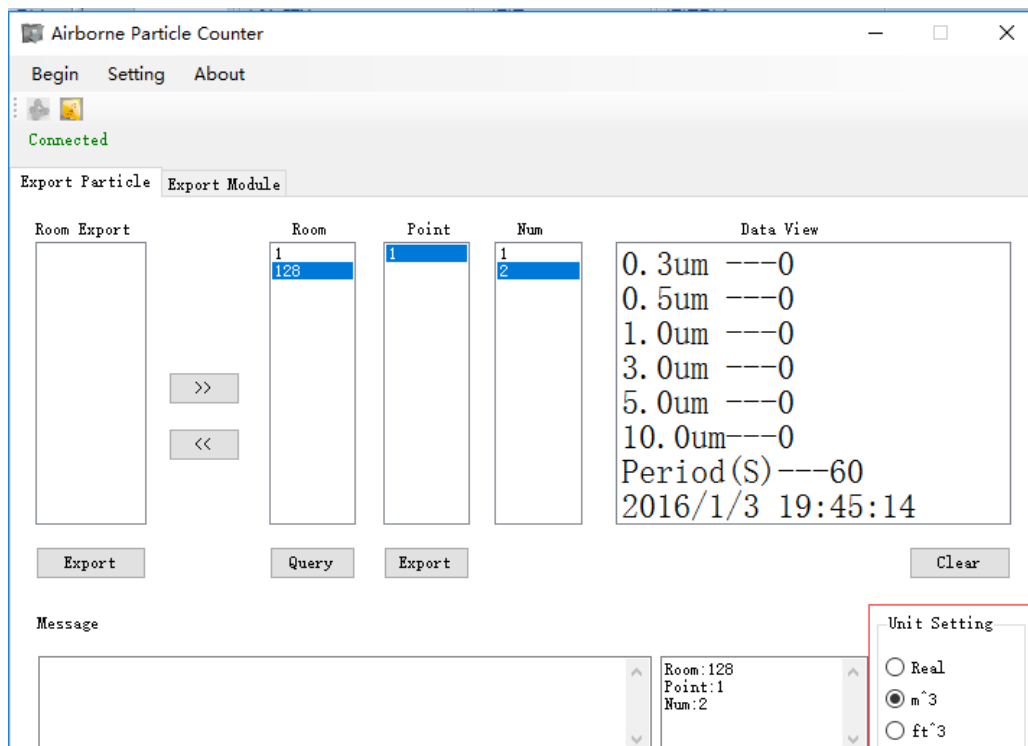 Airborne Particle Counter
Begin Setting About
Connected
Export Particle Export Module
Room Export Room Point Num Data View
1 1 1
128 2
0.3um ---0
0.5um ---0
1.0um ---0
3.0um ---0
5.0um ---0
10.0um---0
Period(S)---60
2016/1/3 19:45:14
>>
<<
Export Query Export Clear
Message
Room:128
Point:1
Num:2
Unit Setting
Real
m^3
ft^3